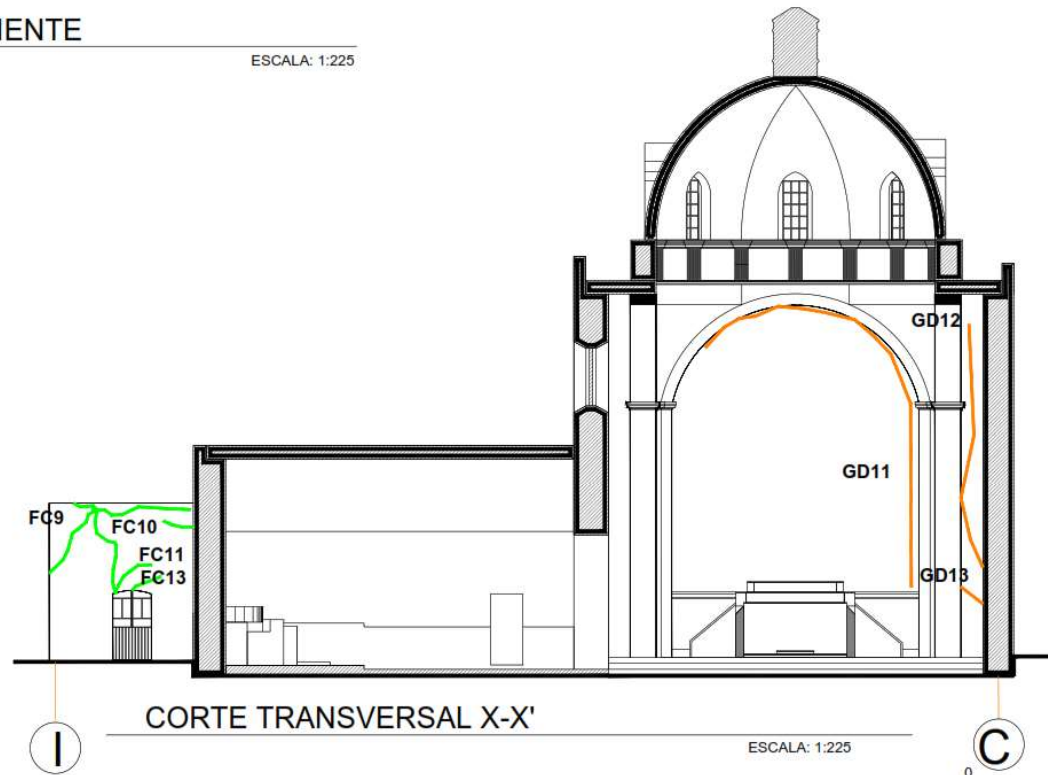 IENTE
ESCALA: 1:225
GD12
GD11
FC9
FC10
FC11
FC13
GD13
CORTE TRANSVERSAL X-X'
ESCALA: 1:225
I
C
0